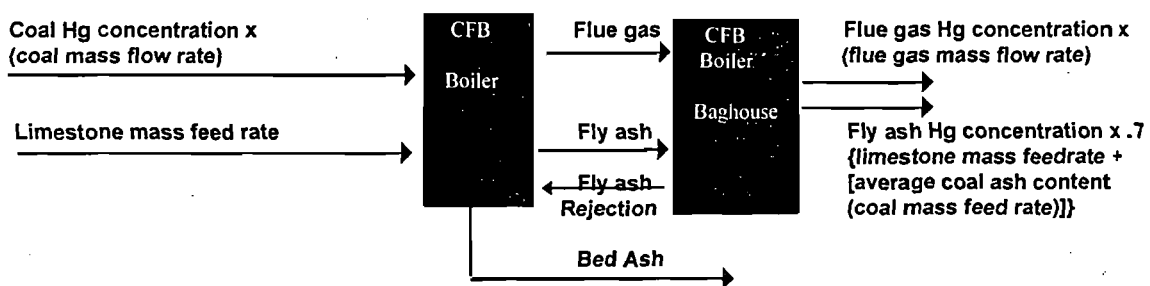 Coal Hg concentration x
(coal mass flow rate)
Limestone mass feed rate
CFB
Boiler
Flue gas
Fly ash
Fly ash
Rejection
Bed Ash
CFB
Boiler
Baghouse
Flue gas Hg concentration x
(flue gas mass flow rate)
Fly ash Hg concentration x .7
{limestone mass feedrate +
[average coal ash content
(coal mass feed rate)]}